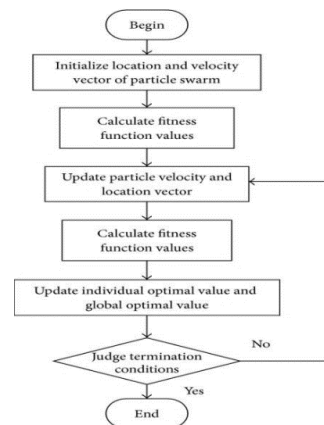 Begin
Initialize location and velocity
vector of particle swarm
Calculate fitness
function values
Update particle velocity and
location vector
Calculate fitness
function values
Update individual optimal value and
global optimal value
Judge termination
conditions
No
Yes
End